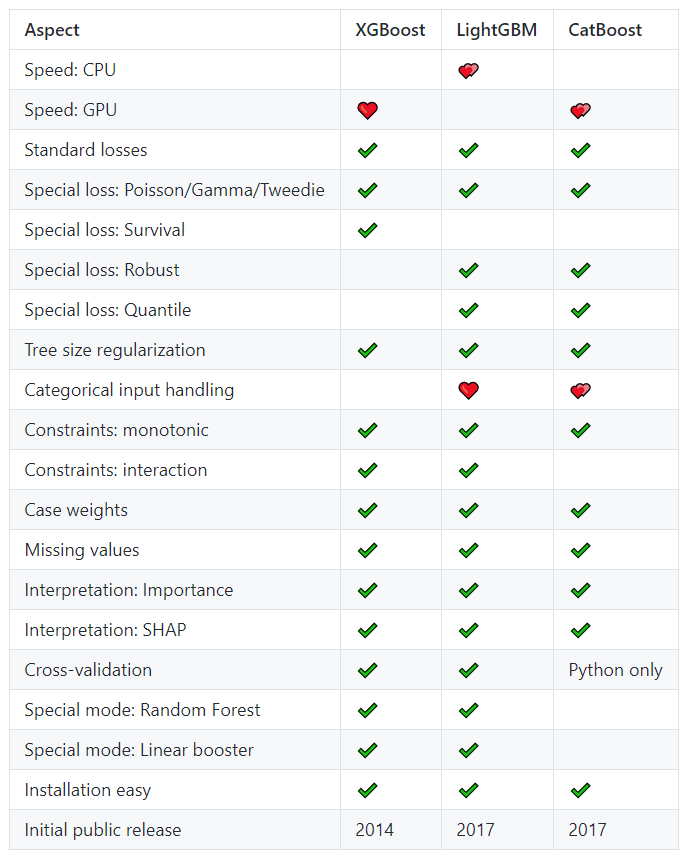 Aspect XGBoost LightGBM CatBoost
Speed: CPU 💕
Speed: GPU ❤️ 💕
Standard losses ✔ ✔ ✔
Special loss: Poisson/Gamma/Tweedie ✔ ✔ ✔
Special loss: Survival ✔
Special loss: Robust ✔ ✔
Special loss: Quantile ✔ ✔
Tree size regularization ✔ ✔ ✔
Categorical input handling ❤️ 💕
Constraints: monotonic ✔ ✔ ✔
Constraints: interaction ✔ ✔
Case weights ✔ ✔ ✔
Missing values ✔ ✔ ✔
Interpretation: Importance ✔ ✔ ✔
Interpretation: SHAP ✔ ✔ ✔
Cross-validation ✔ ✔ Python only
Special mode: Random Forest ✔ ✔
Special mode: Linear booster ✔ ✔
Installation easy ✔ ✔ ✔
Initial public release 2014 2017 2017